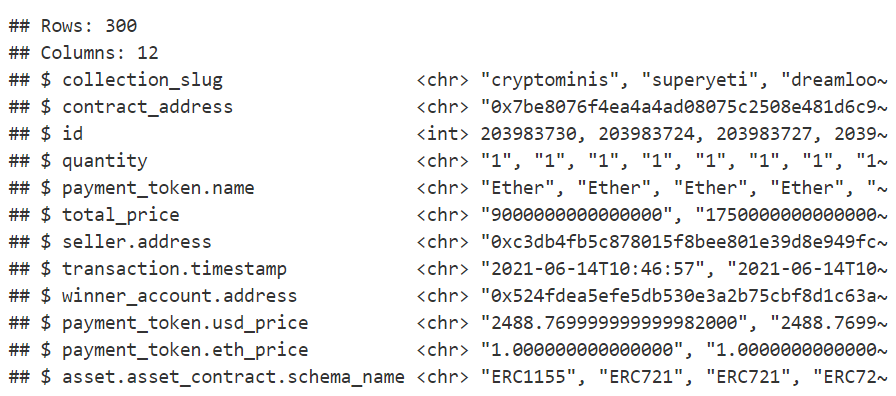 ## Rows: 300
## Columns: 12
## $ collection_slug <chr> "cryptominis", "superyeti", "dreamloo~
## $ contract_address <chr> "0x7be8076f4ea4a4ad08075c2508e481d6c9~
## $ id <int> 203983730, 203983724, 203983727, 2039~
## $ quantity <chr> "1", "1", "1", "1", "1", "1", "1", "1~
## $ payment_token.name <chr> "Ether", "Ether", "Ether", "Ether", "~
## $ total_price <chr> "9000000000000000", "1750000000000000~
## $ seller.address <chr> "0xc3db4fb5c878015f8bee801e39d8e949fc~
## $ transaction.timestamp <chr> "2021-06-14T10:46:57", "2021-06-14T10~
## $ winner_account.address <chr> "0x524fdea5efe5db530e3a2b75cbf8d1c63a~
## $ payment_token.usd_price <chr> "2488.769999999999982000", "2488.7699~
## $ payment_token.eth_price <chr> "1.000000000000000", "1.0000000000000~
## $ asset.asset_contract.schema_name <chr> "ERC1155", "ERC721", "ERC721", "ERC72~